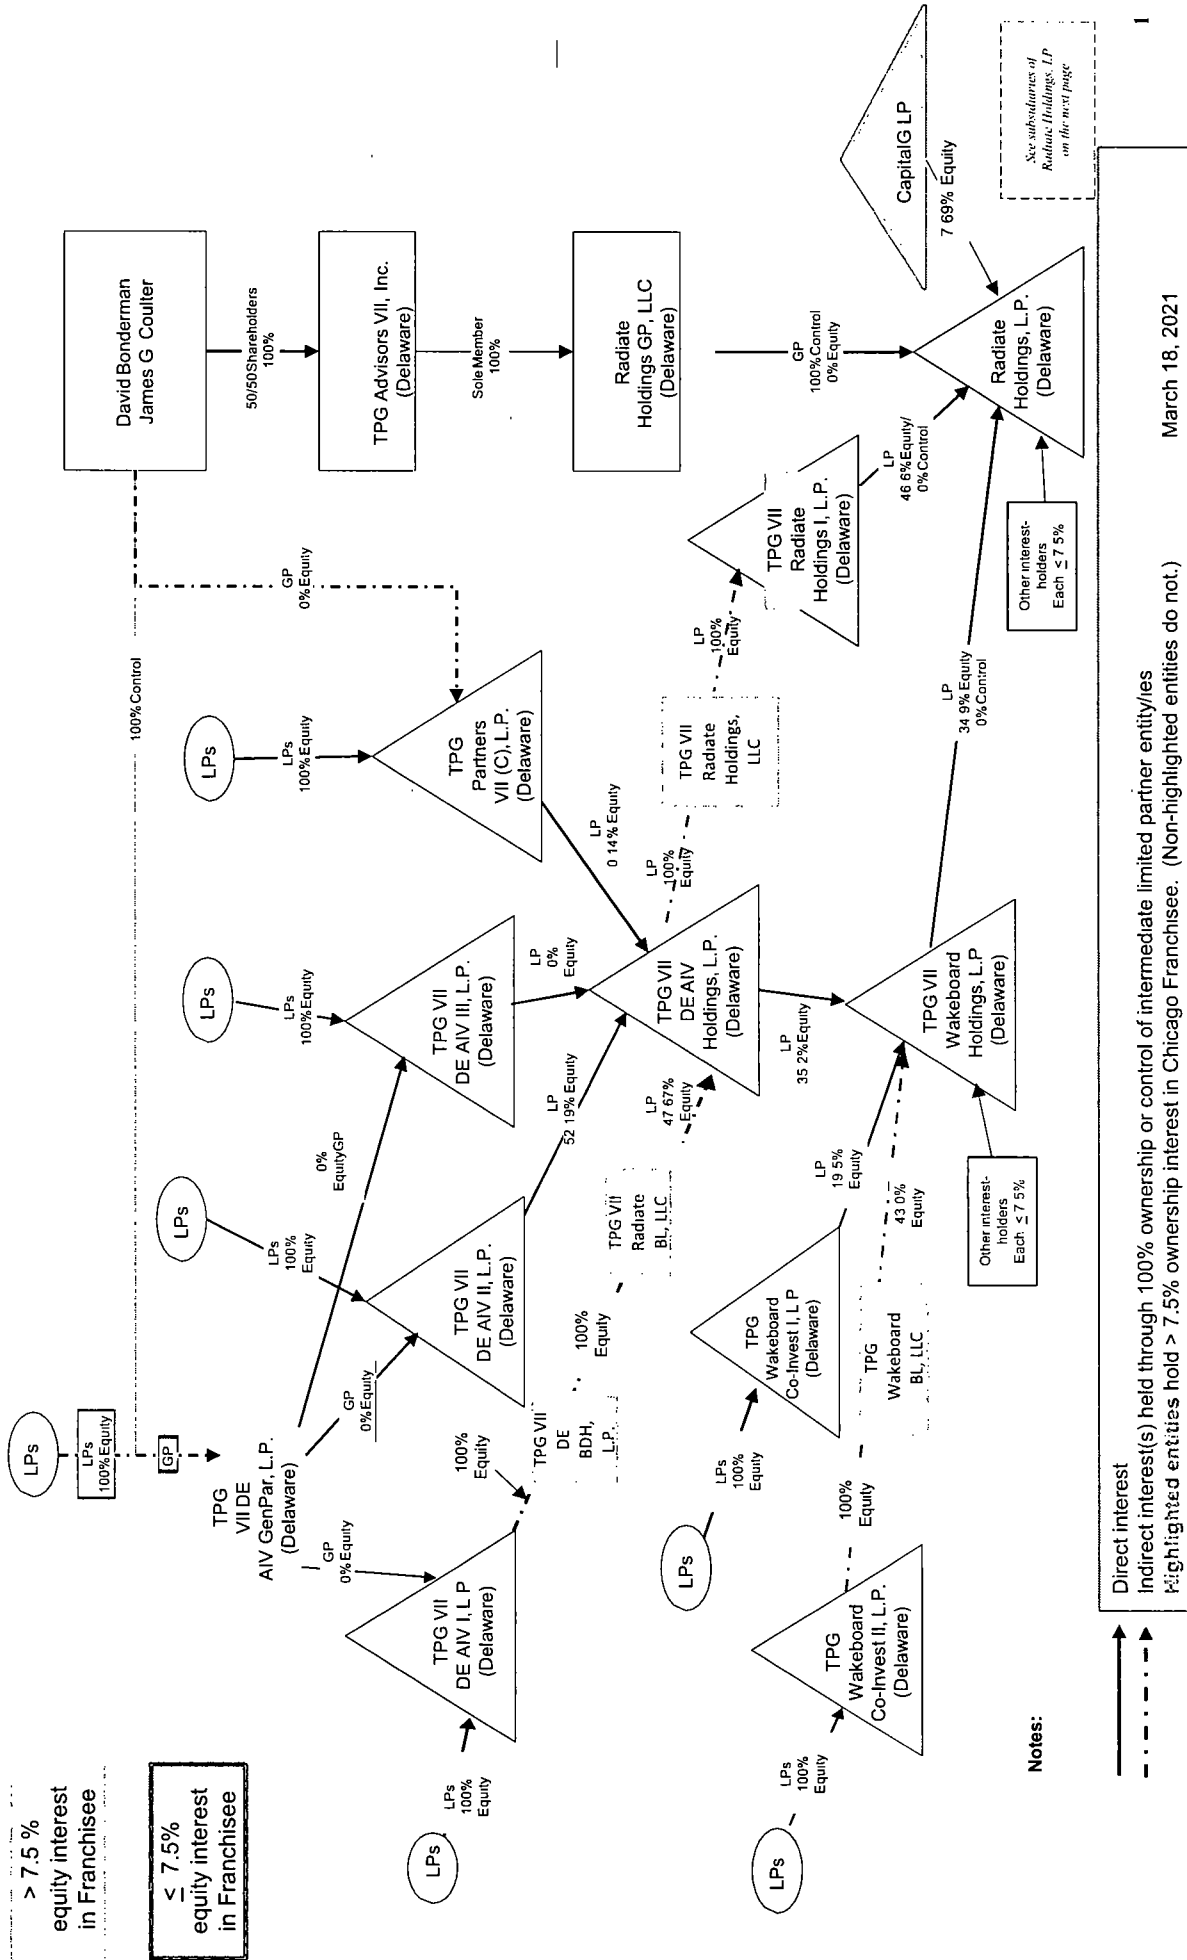 > 7.5 %
equity interest
in Franchisee
≤ 7.5%
equity interest
in Franchisee
LPs
LPs
100% Equity
GP
100% Control
David Bonderman
James G Coulter
50/50 Shareholders
100%
TPG Advisors VII, Inc.
(Delaware)
Sole Member
100%
Radiate
Holdings GP, LLC
(Delaware)
GP
100% Control
0% Equity
GP
0% Equity
TPG
VII DE
AIV GenPar, L.P.
(Delaware)
GP
0% Equity
GP
0% Equity
0%
Equity GP
LPs
LPs
100%
Equity
LPs
LPs
100% Equity
LPs
LPs
100% Equity
LPs
LPs
100%
Equity
TPG VII
DE AIV I, L P
(Delaware)
TPG VII
DE AIV II, L.P.
(Delaware)
TPG VII
DE AIV III, L.P.
(Delaware)
TPG
Partners
VII (C), L.P.
(Delaware)
100%
Equity
TPG VII
DE
BDH,
L.P.
100%
Equity
TPG VII
Radiate
BL, LLC
LP
47 67%
Equity
LP
52 19% Equity
LP
0%
Equity
LP
0 14% Equity
TPG VII
DE AIV
Holdings, L.P.
(Delaware)
LP
100%
Equity
TPG VII
Radiate
Holdings,
LLC
LP
100%
Equity
TPG VII
Radiate
Holdings I, L.P.
(Delaware)
LP
46 6% Equity/
0% Control
LP
35 2% Equity
LPs
LPs
100%
Equity
TPG
Wakeboard
Co-Invest I, L P
(Delaware)
LP
19 5%
Equity
LPs
LPs
100%
Equity
TPG
Wakeboard
Co-Invest II, L.P.
(Delaware)
100%
Equity
TPG
Wakeboard
BL, LLC
43 0%
Equity
TPG VII
Wakeboard
Holdings, L.P
(Delaware)
Other interest-
holders
Each ≤ 7 5%
LP
34 9% Equity
0% Control
Other interest-
holders
Each ≤ 7 5%
Radiate
Holdings, L.P.
(Delaware)
CapitalG LP
7 69% Equity
See subsidiaries of
Radiate Holdings, LP
on the next page
Notes:
Direct interest
Indirect interest(s) held through 100% ownership or control of intermediate limited partner entity/ies
Highlighted entities hold > 7.5% ownership interest in Chicago Franchisee. (Non-highlighted entities do not.)
March 18, 2021
1